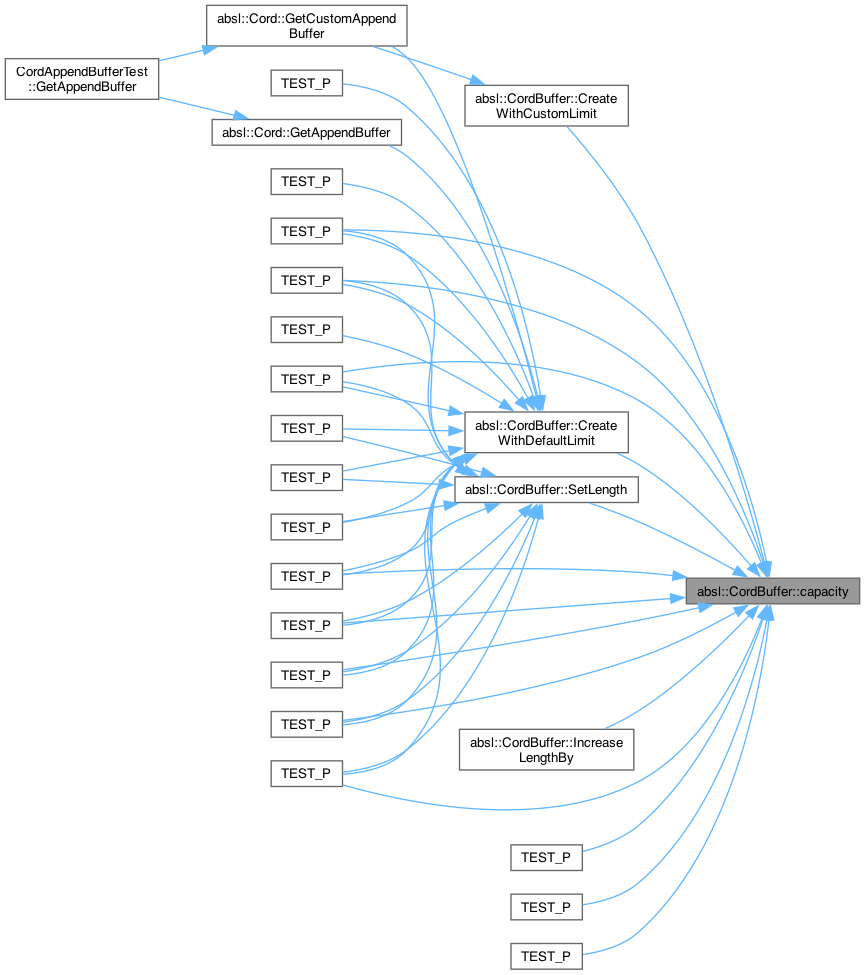 absl::Cord::GetCustomAppend
Buffer
CordAppendBufferTest
::GetAppendBuffer
TEST_P
absl::CordBuffer::Create
WithCustomLimit
absl::Cord::GetAppendBuffer
TEST_P
TEST_P
TEST_P
TEST_P
TEST_P
TEST_P
absl::CordBuffer::Create
WithDefaultLimit
TEST_P
absl::CordBuffer::SetLength
TEST_P
TEST_P
absl::CordBuffer::capacity
TEST_P
TEST_P
TEST_P
absl::CordBuffer::Increase
LengthBy
TEST_P
TEST_P
TEST_P
TEST_P